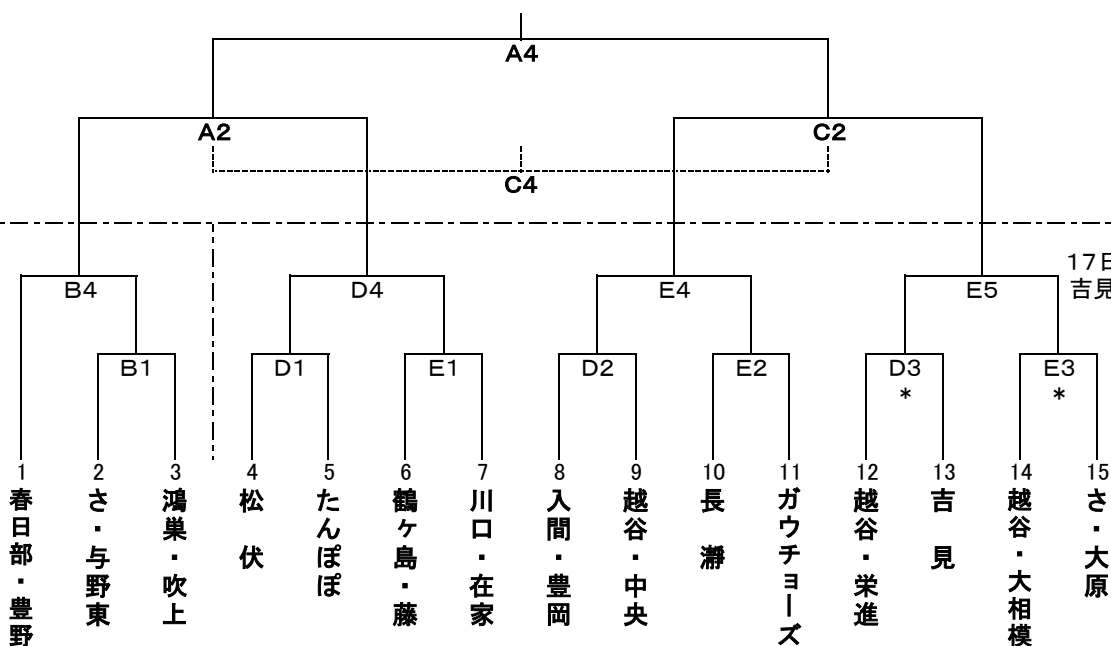 A4
A2
C2
C4
17日
吉見
B4
D4
E4
E5
B1
D1
E1
D2
E2
D3
E3
*
*
1
2
3
4
5
6
7
8
9
10
11
12
13
14
15
春日部・豊野
さ・与野東
鴻巣・吹上
松 伏
たんぽぽ
鶴ヶ島・藤
川口・在家
入間・豊岡
越谷・中央
長 瀞
ガウチョーズ
越谷・栄進
吉 見
越谷・大相模
さ・大原